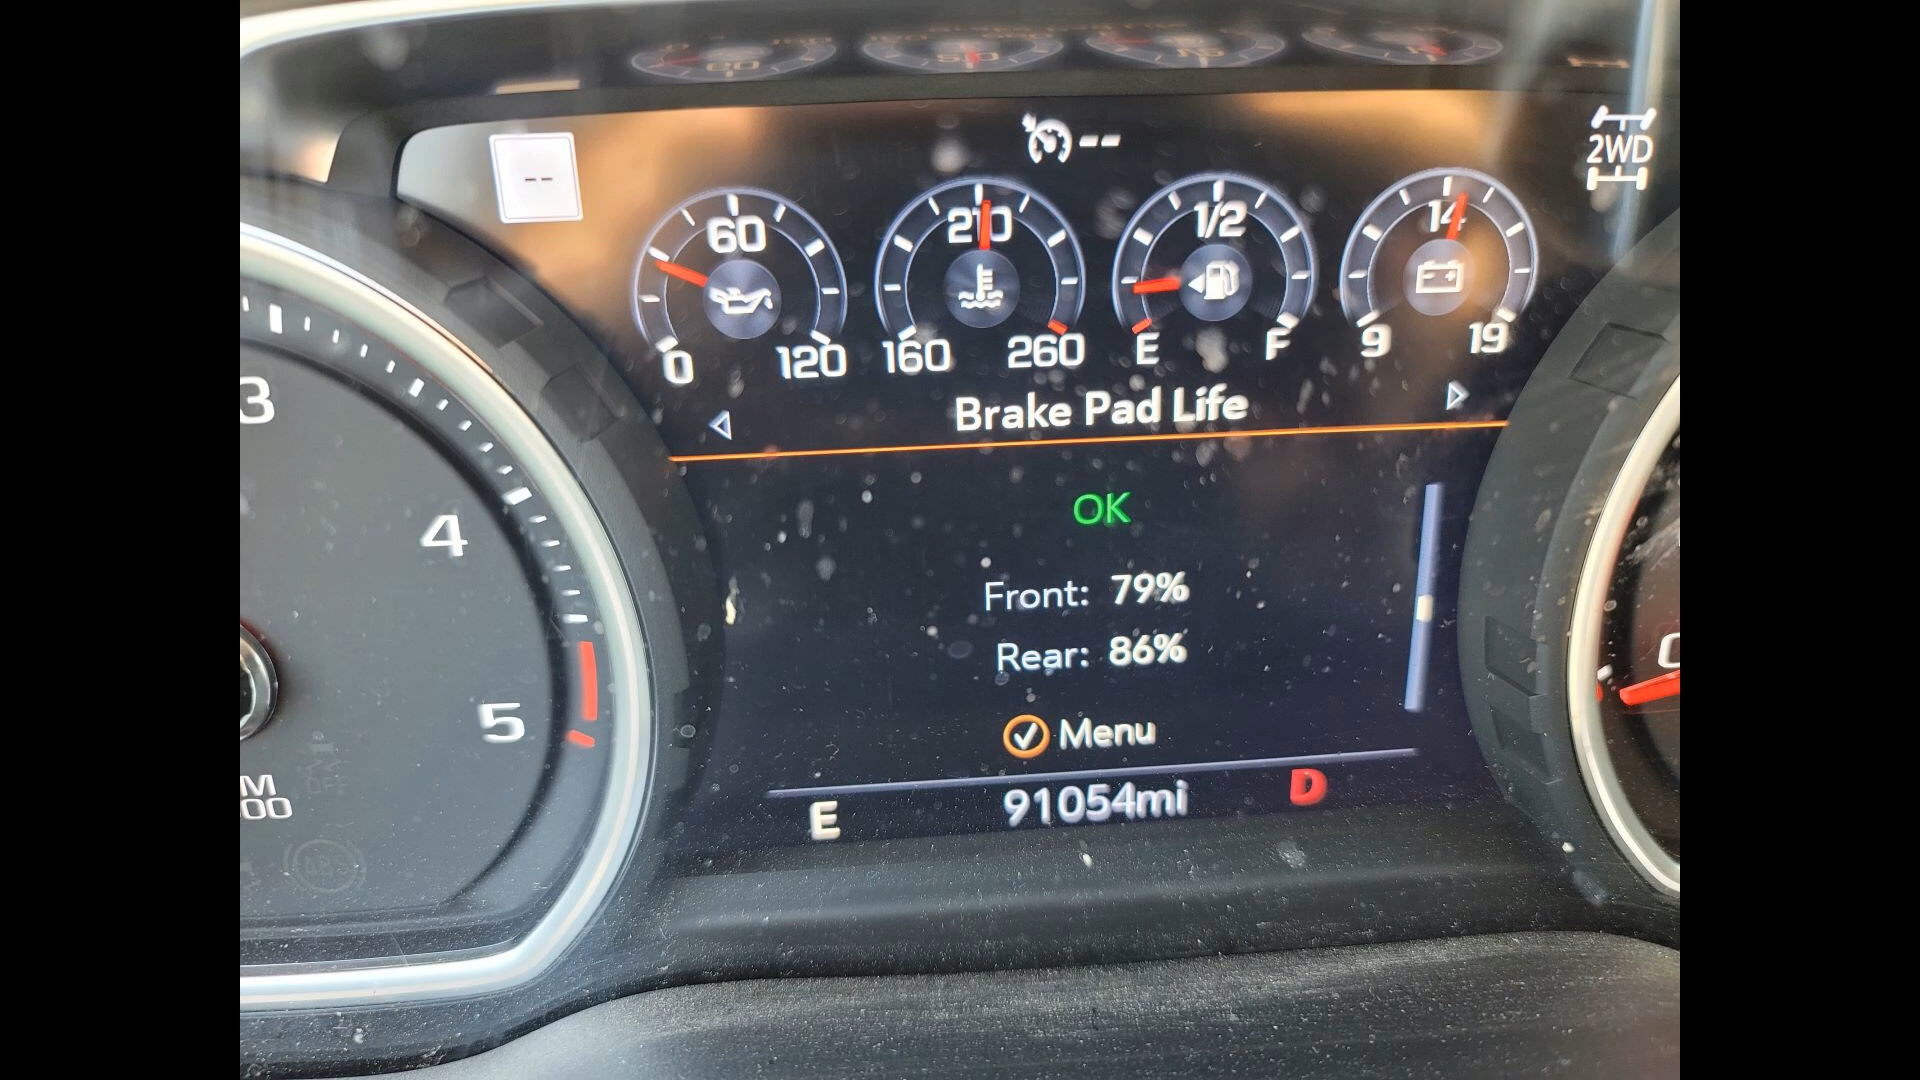 --
--
2WD
60
0 120
210
160 260
1/2
E F
14
9 19
Brake Pad Life
OK
Front: 79%
Rear: 86%
Menu
E 91054mi D
3
4
5